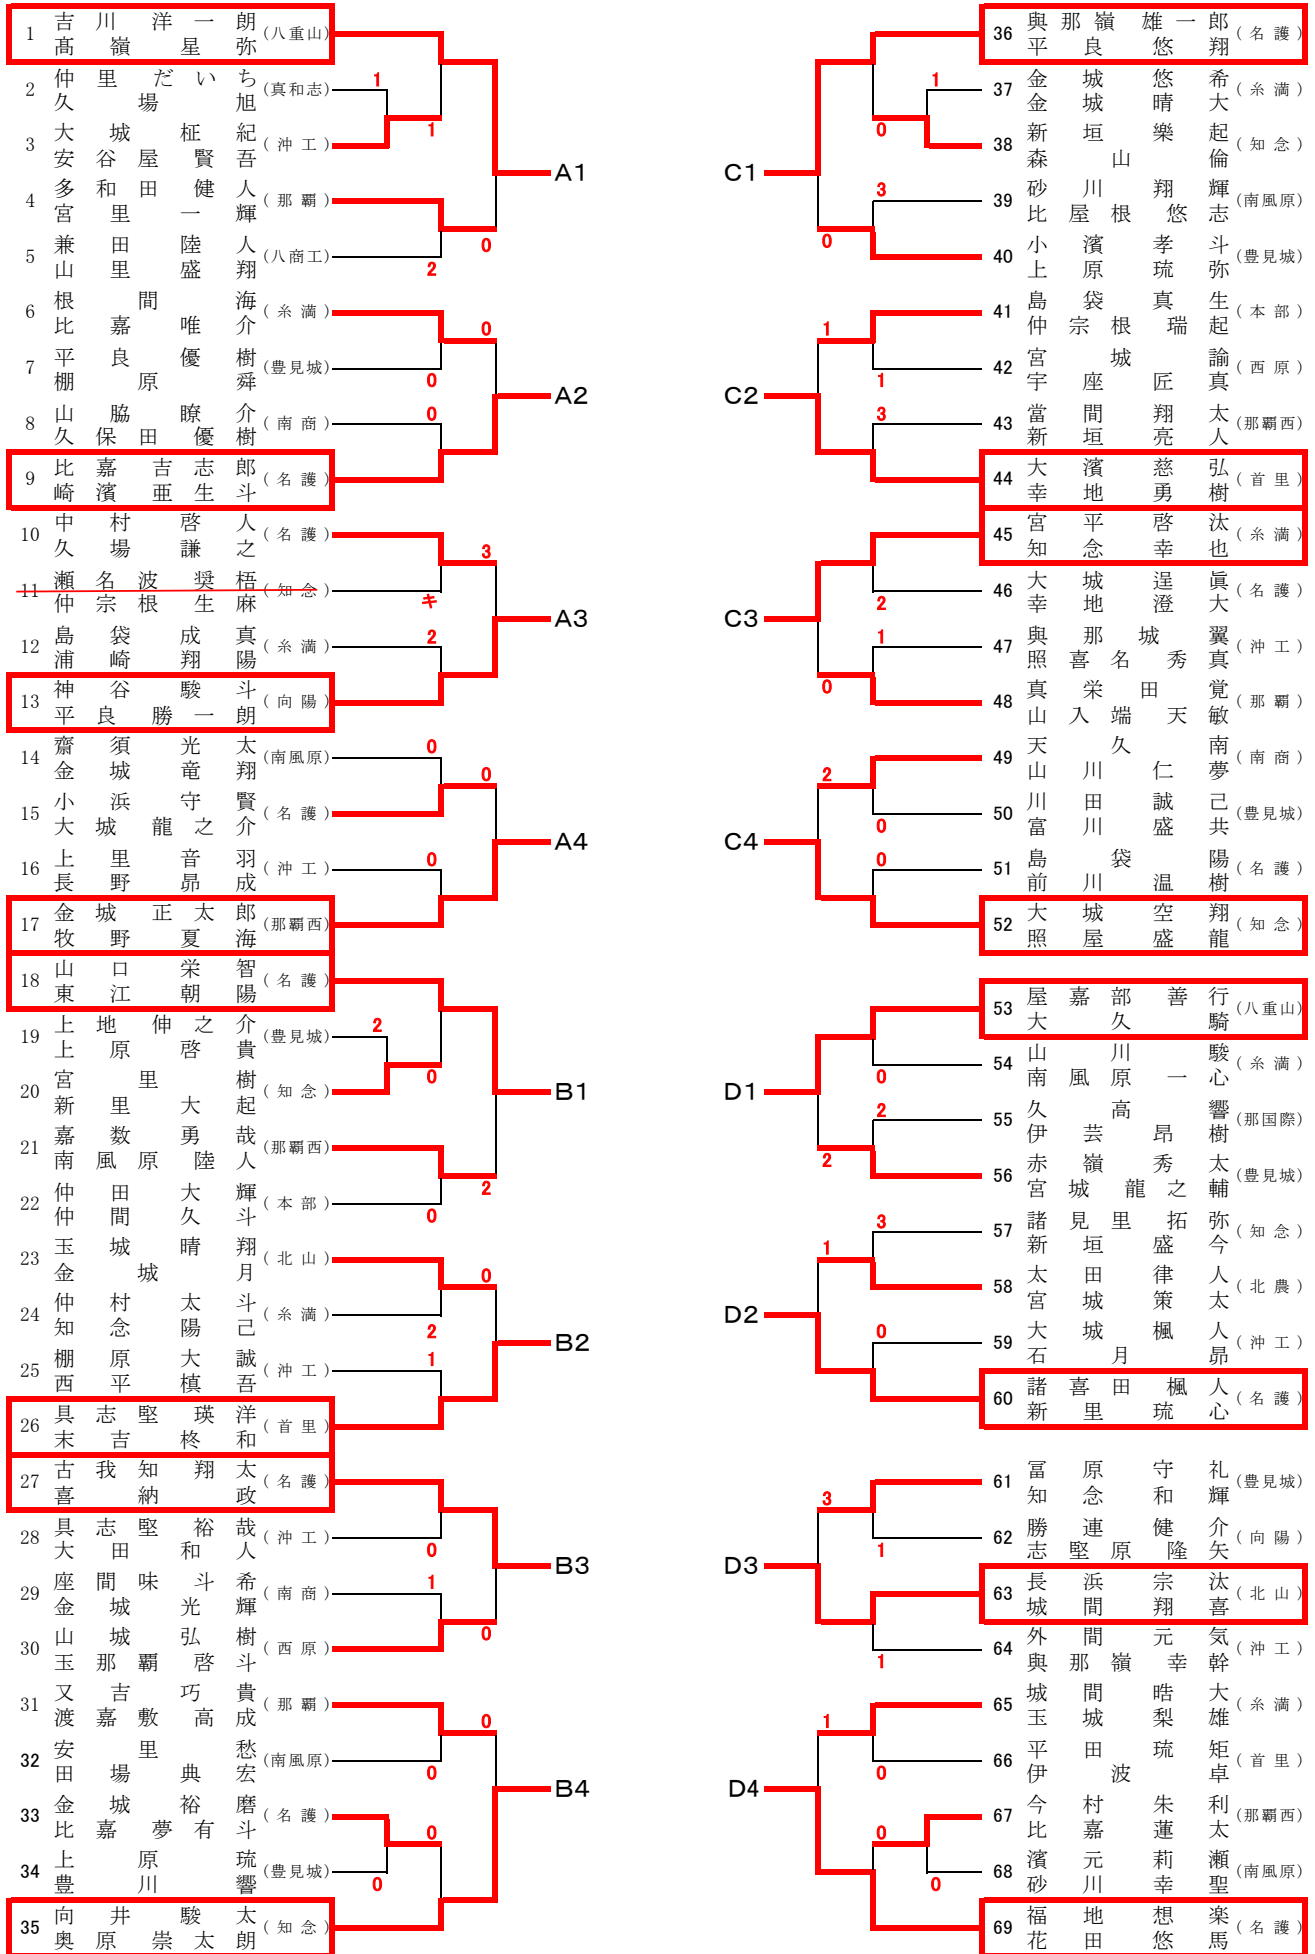 1 吉川洋一朗 (八重山)
髙嶺星弥
2 仲里だいち (真和志) 1
久場旭
3 大城柾紀 (沖工) 1
安谷屋賢吾
A1
4 多和田健人 (那覇)
宮里一輝
5 兼田陸人 (八商工) 2 0
山里盛翔
6 根間海 (糸満) 0
比嘉唯介
7 平良優樹 (豊見城) 0
棚原舜
A2
8 山脇瞭介 (南商) 0
久保田優樹
9 比嘉吉志郎 (名護)
崎濱亜生斗
10 中村啓人 (名護) 3
久場謙之
11 瀬名波奨梧 (知念) キ
仲宗根生麻
A3
12 島袋成真 (糸満) 2
浦崎翔陽
13 神谷駿斗 (向陽)
平良勝一朗
14 齋須光太 (南風原) 0
金城竜翔
15 小浜守賢 (名護) 0
大城龍之介
A4
16 上里音羽 (沖工) 0
長野昴成
17 金城正太郎 (那覇西)
牧野夏海
18 山口栄智 (名護)
東江朝陽
19 上地伸之介 (豊見城) 2
上原啓貴
20 宮里樹 (知念) 0
新里大起
B1
21 嘉数勇哉 (那覇西) 2
南風原陸人
22 仲田大輝 (本部) 0
仲間久斗
23 玉城晴翔 (北山) 0
金城月
24 仲村太斗 (糸満) 2
知念陽己
B2
25 棚原大誠 (沖工) 1
西平槙吾
26 具志堅瑛洋 (首里)
末吉柊和
27 古我知翔太 (名護)
喜納政
28 具志堅裕哉 (沖工) 0
大田和人
B3
29 座間味斗希 (南商) 1
金城光輝
30 山城弘樹 (西原) 0
玉那覇啓斗
31 又吉巧貴 (那覇) 0
渡嘉敷高成
32 安里愁 (南風原) 0
田場典宏
B4
33 金城裕磨 (名護) 0
比嘉夢有斗
34 上原琉 (豊見城) 0
豊川響
35 向井駿太 (知念)
奥原崇太朗
36 與那嶺雄一郎 (名護)
平良悠翔
1 37 金城悠希 (糸満)
金城晴大
0 38 新垣樂起 (知念)
森山倫
C1
3 39 砂川翔輝 (南風原)
比屋根悠志
0 40 小濱孝斗 (豊見城)
上原琉弥
1 41 島袋真生 (本部)
仲宗根瑞起
1 42 宮城諭 (西原)
宇座匠真
C2
3 43 當間翔太 (那覇西)
新垣亮人
44 大濱慈弘 (首里)
幸地勇樹
45 宮平啓汰 (糸満)
知念幸也
2 46 大城逞眞 (名護)
幸地澄大
C3
1 47 與那城翼 (沖工)
照喜名秀真
0 48 真栄田覚 (那覇)
山入端天敏
2 49 天久南 (南商)
山川仁夢
0 50 川田誠己 (豊見城)
富川盛共
C4
0 51 島袋陽 (名護)
前川温樹
52 大城空翔 (知念)
照屋盛龍
53 屋嘉部善行 (八重山)
大久騎
0 54 山川駿 (糸満)
南風原一心
D1
2 55 久高響 (那国際)
伊芸昂樹
2 56 赤嶺秀太 (豊見城)
宮城龍之輔
3 57 諸見里拓弥 (知念)
新垣盛今
1 58 太田律人 (北農)
宮城策太
D2
0 59 大城楓人 (沖工)
石月昴
60 諸喜田楓人 (名護)
新里琉心
3 61 冨原守礼 (豊見城)
知念和輝
1 62 勝連健介 (向陽)
志堅原隆矢
D3
63 長浜宗汰 (北山)
城間翔喜
1 64 外間元気 (沖工)
與那嶺幸幹
1 65 城間晧大 (糸満)
玉城梨雄
0 66 平田琉矩 (首里)
伊波卓
D4
0 67 今村朱利 (那覇西)
比嘉蓮太
0 68 濱元莉瀬 (南風原)
砂川幸聖
69 福地想楽 (名護)
花田悠馬